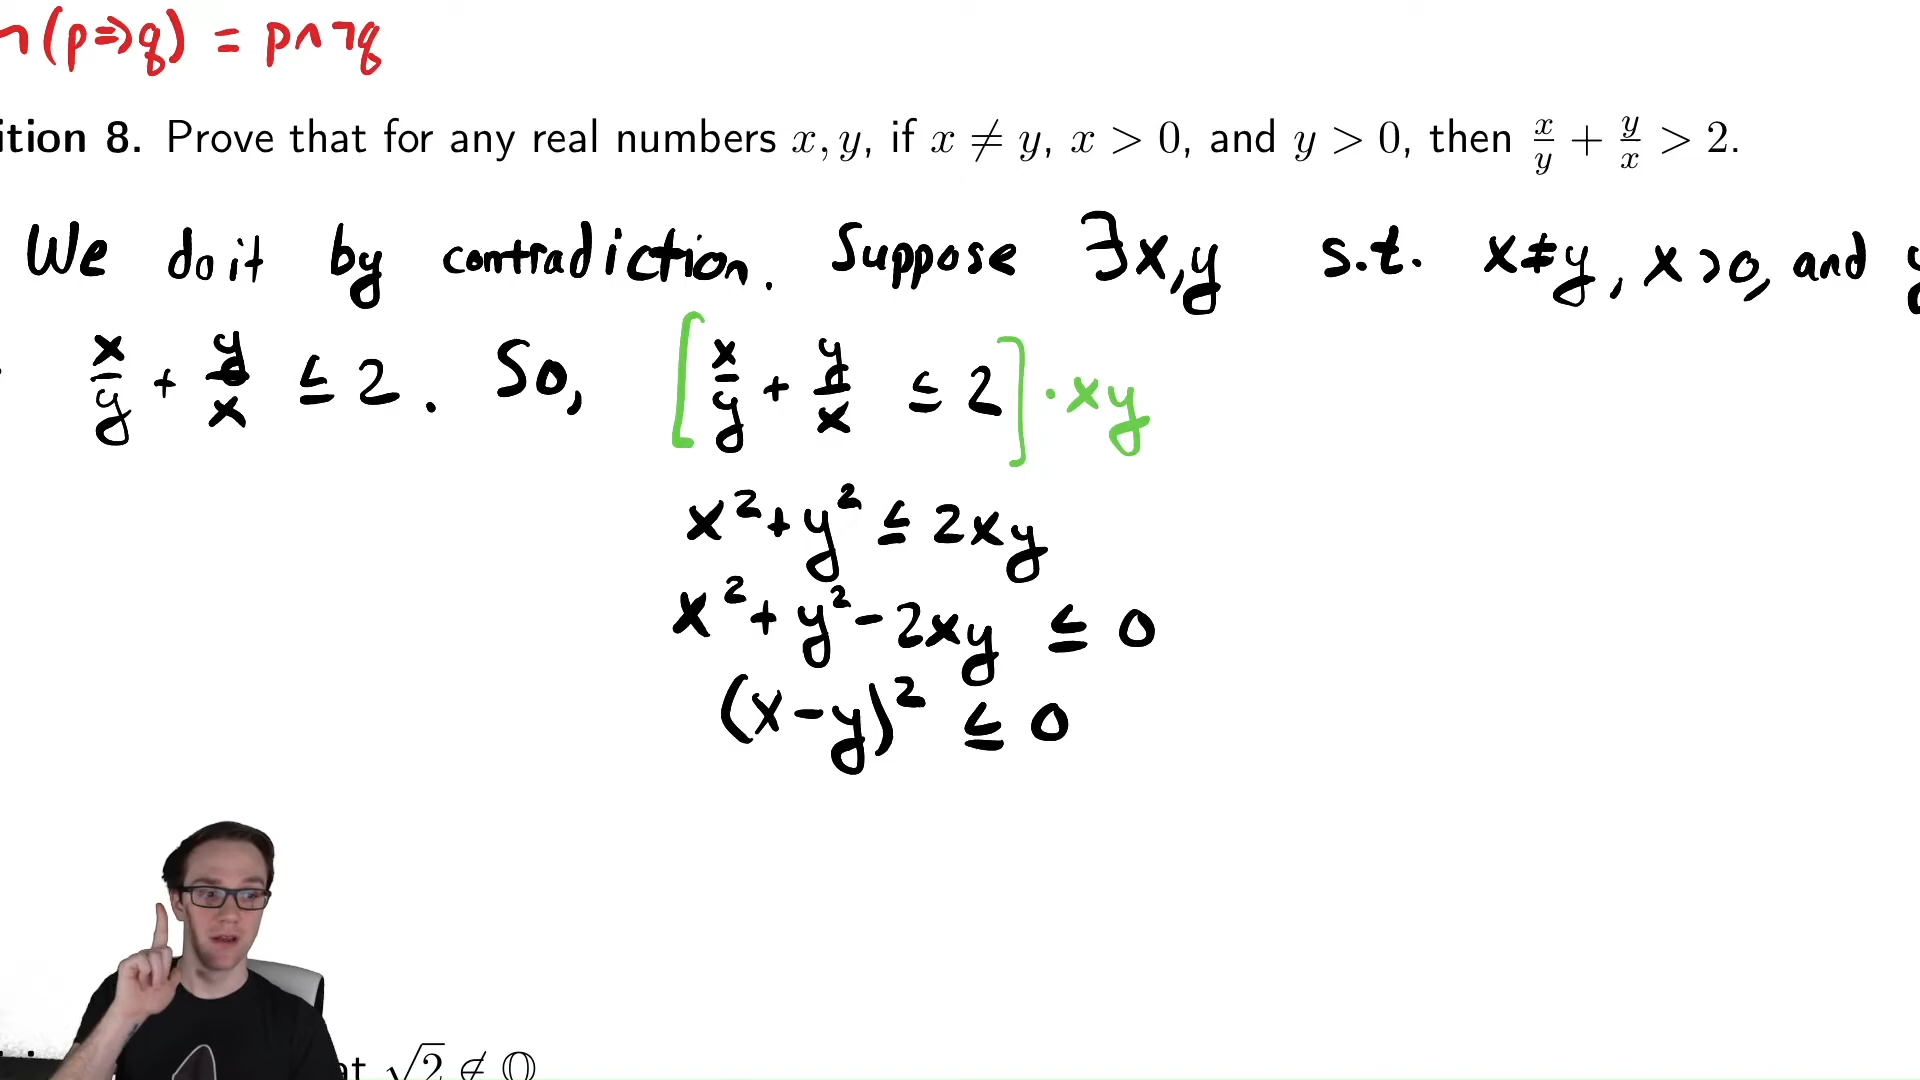 ¬(p⇒q) = p∧¬q
ition 8. Prove that for any real numbers x, y, if x ≠ y, x > 0, and y > 0, then x/y + y/x > 2.
We do it by contradiction. Suppose ∃x,y s.t. x≠y, x>0, and y
x/y + y/x ≤ 2. So, [x/y + y/x ≤ 2]·xy
x²+y² ≤ 2xy
x²+y²-2xy ≤ 0
(x-y)² ≤ 0
at √2 ∉ ℚ